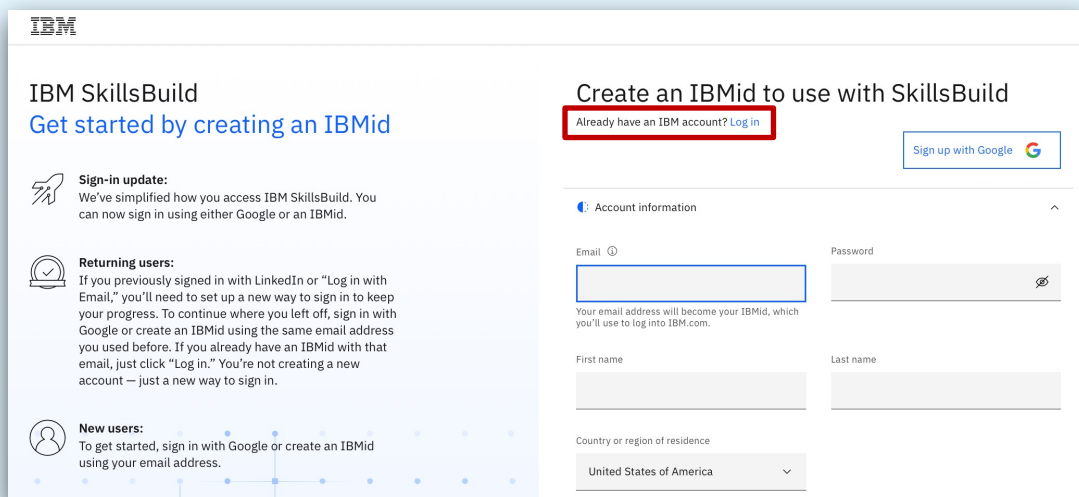 IBM
IBM SkillsBuild
Get started by creating an IBMid
Sign-in update:
We've simplified how you access IBM SkillsBuild. You
can now sign in using either Google or an IBMid.
Returning users:
If you previously signed in with LinkedIn or "Log in with
Email," you'll need to set up a new way to sign in to keep
your progress. To continue where you left off, sign in with
Google or create an IBMid using the same email address
you used before. If you already have an IBMid with that
email, just click "Log in." You're not creating a new
account — just a new way to sign in.
New users:
To get started, sign in with Google or create an IBMid
using your email address.
Create an IBMid to use with SkillsBuild
Already have an IBM account? Log in
Sign up with Google
Account information
Email
Password
Your email address will become your IBMid, which
you'll use to log into IBM.com.
First name
Last name
Country or region of residence
United States of America